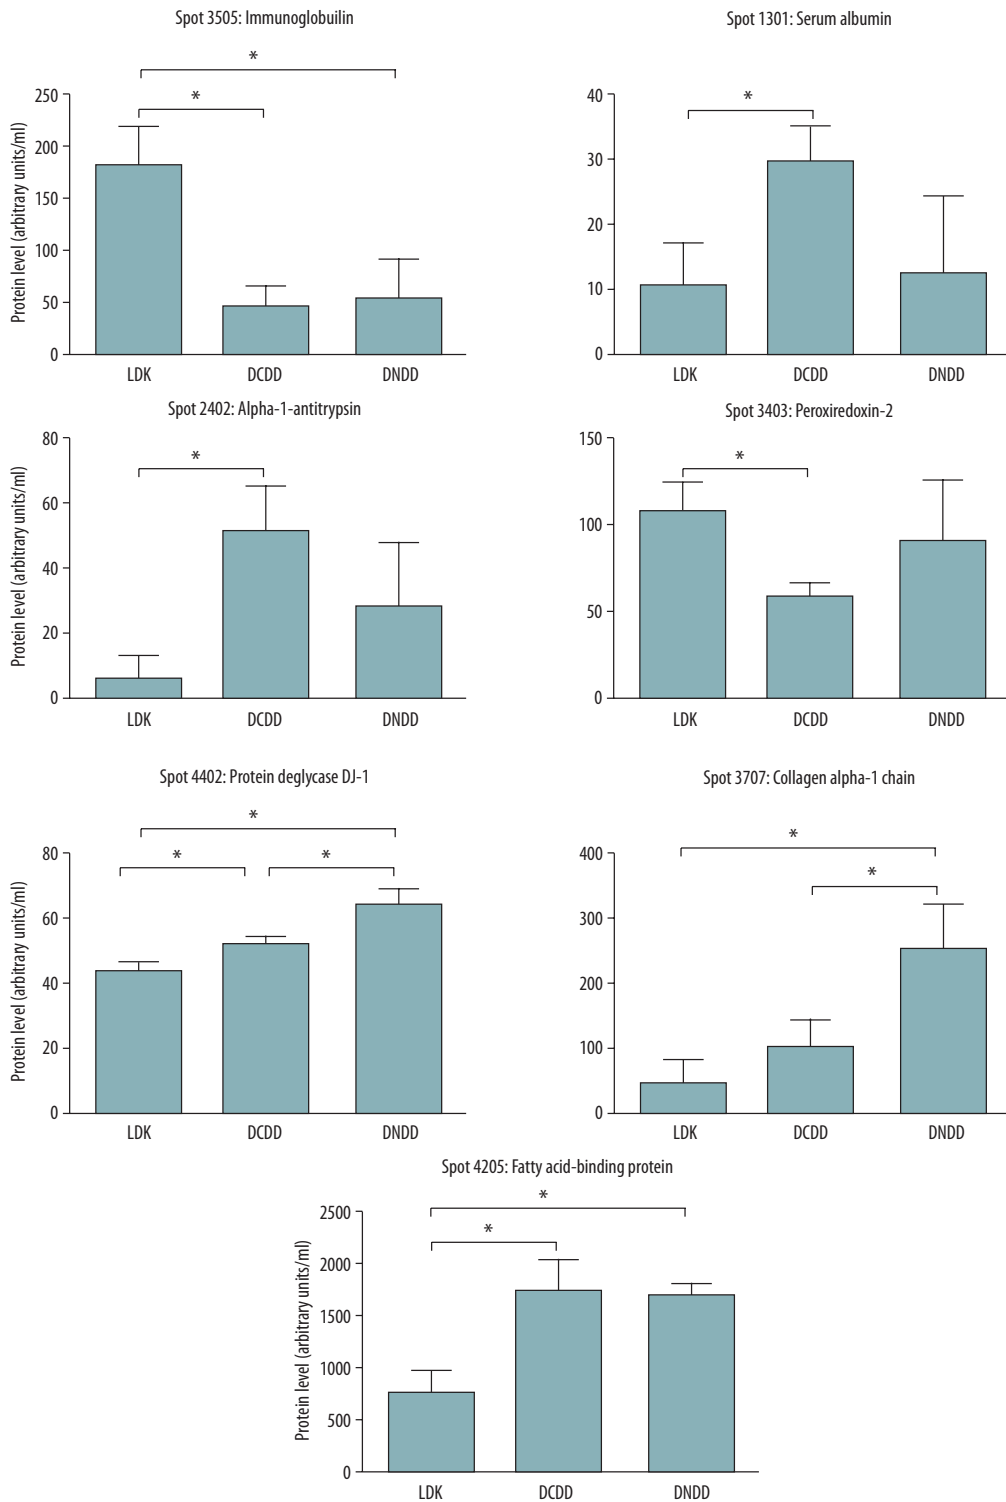 Spot 3505: Immunoglobuilin
*
*
Protein level (arbitrary units/ml)
250
200
150
100
50
0
LDK DCDD DNDD
Spot 1301: Serum albumin
*
40
30
20
10
0
LDK DCDD DNDD
Spot 2402: Alpha-1-antitrypsin
*
Protein level (arbitrary units/ml)
80
60
40
20
0
LDK DCDD DNDD
Spot 3403: Peroxiredoxin-2
*
150
100
50
0
LDK DCDD DNDD
Spot 4402: Protein deglycase DJ-1
*
* *
Protein level (arbitrary units/ml)
80
60
40
20
0
LDK DCDD DNDD
Spot 3707: Collagen alpha-1 chain
*
*
400
300
200
100
0
LDK DCDD DNDD
Spot 4205: Fatty acid-binding protein
*
*
Protein level (arbitrary units/ml)
2500
2000
1500
1000
500
0
LDK DCDD DNDD